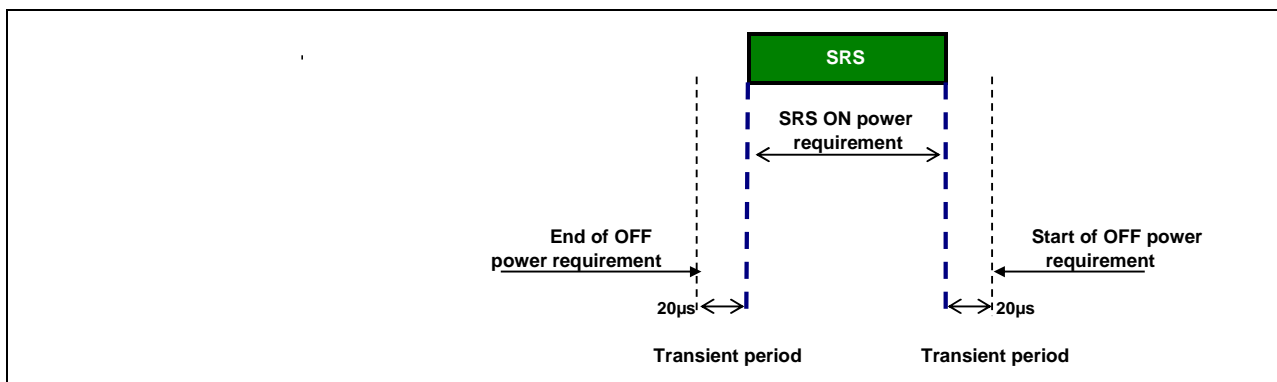 SRS
SRS ON power
requirement
End of OFF
power requirement
Start of OFF power
requirement
20µs
20µs
Transient period
Transient period